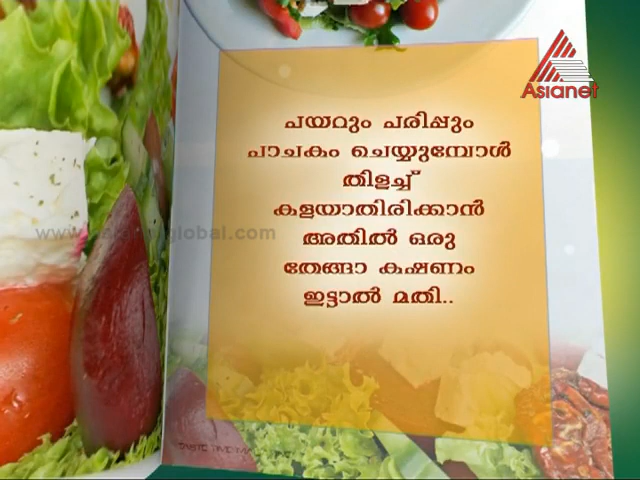 Asianet
പയറും പരിപ്പും
പാചകം ചെയ്യുമ്പോൾ
തിളച്ച്
കളയാതിരിക്കാൻ
അതിൽ ഒരു
തേങ്ങാ കഷണം
ഇട്ടാൽ മതി..